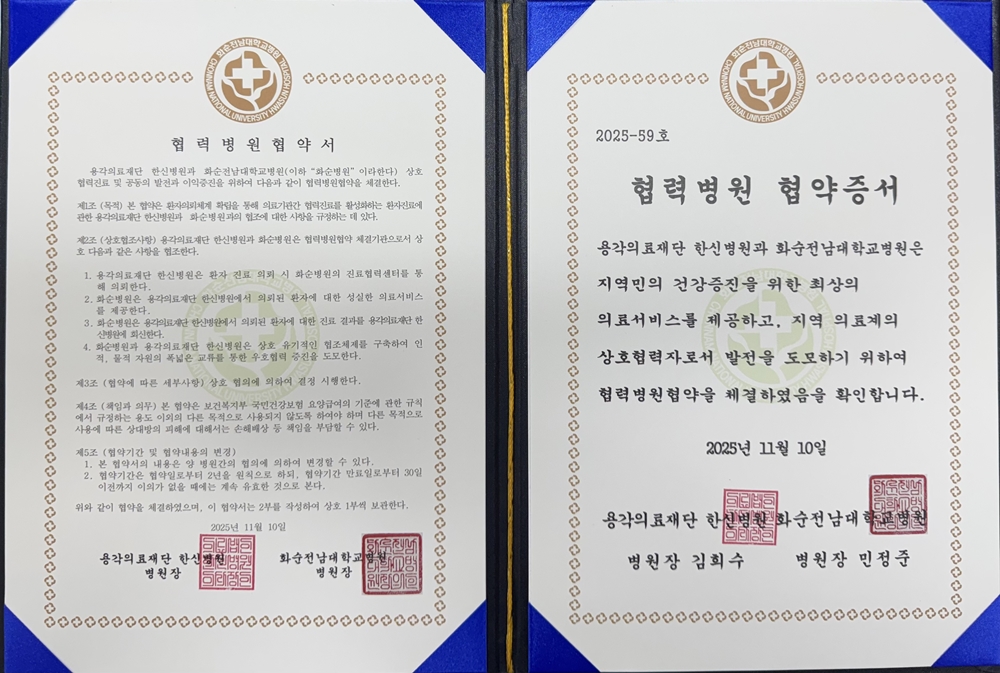 화순전남대학교병원
CHONNAM NATIONAL UNIVERSITY HWASUN HOSPITAL
협력병원협약서
용각의료재단 한신병원과 화순전남대학교병원(이하 “화순병원” 이라한다) 상호
협력진료 및 공동의 발전과 이익증진을 위하여 다음과 같이 협력병원협약을 체결한다.
제1조 (목적) 본 협약은 환자의뢰체계 확립을 통해 의료기관간 협력진료를 활성화하는 환자진료에
관한 용각의료재단 한신병원과 화순병원과의 협조에 대한 사항을 규정하는 데 있다.
제2조 (상호협조사항) 용각의료재단 한신병원과 화순병원은 협력병원협약 체결기관으로서 상
호 다음과 같은 사항을 협조한다.
1. 용각의료재단 한신병원은 환자 진료 의뢰 시 화순병원의 진료협력센터를 통
해 의뢰한다.
2. 화순병원은 용각의료재단 한신병원에서 의뢰된 환자에 대한 성실한 의료서비스
를 제공한다.
3. 화순병원은 용각의료재단 한신병원에서 의뢰된 환자에 대한 진료 결과를 용각의료재단 한
신병원에 회신한다.
4. 화순병원과 용각의료재단 한신병원은 상호 유기적인 협조체제를 구축하여 인
적, 물적 자원의 폭넓은 교류를 통한 우호협력 증진을 도모한다.
제3조 (협약에 따른 세부사항) 상호 협의에 의하여 결정 시행한다.
제4조 (책임과 의무) 본 협약은 보건복지부 국민건강보험 요양급여의 기준에 관한 규칙
에서 규정하는 용도 이외의 다른 목적으로 사용되지 않도록 하여야 하며 다른 목적으로
사용에 따른 상대방의 피해에 대해서는 손해배상 등 책임을 부담할 수 있다.
제5조 (협약기간 및 협약내용의 변경)
1. 본 협약서의 내용은 양 병원간의 협의에 의하여 변경할 수 있다.
2. 협약기간은 협약일로부터 2년을 원칙으로 하되, 협약기간 만료일로부터 30일
이전까지 이의가 없을 때에는 계속 유효한 것으로 본다.
위와 같이 협약을 체결하였으며, 이 협약서는 2부를 작성하여 상호 1부씩 보관한다.
2025년 11월 10일
용각의료재단 한신병원 화순전남대학교병원
병원장 병원장
화순전남대학교병원
CHONNAM NATIONAL UNIVERSITY HWASUN HOSPITAL
2025-59호
협력병원 협약증서
용각의료재단 한신병원과 화순전남대학교병원은
지역민의 건강증진을 위한 최상의
의료서비스를 제공하고, 지역 의료계의
상호협력자로서 발전을 도모하기 위하여
협력병원협약을 체결하였음을 확인합니다.
2025년 11월 10일
용각의료재단 한신병원 화순전남대학교병원
병원장 김희수 병원장 민정준